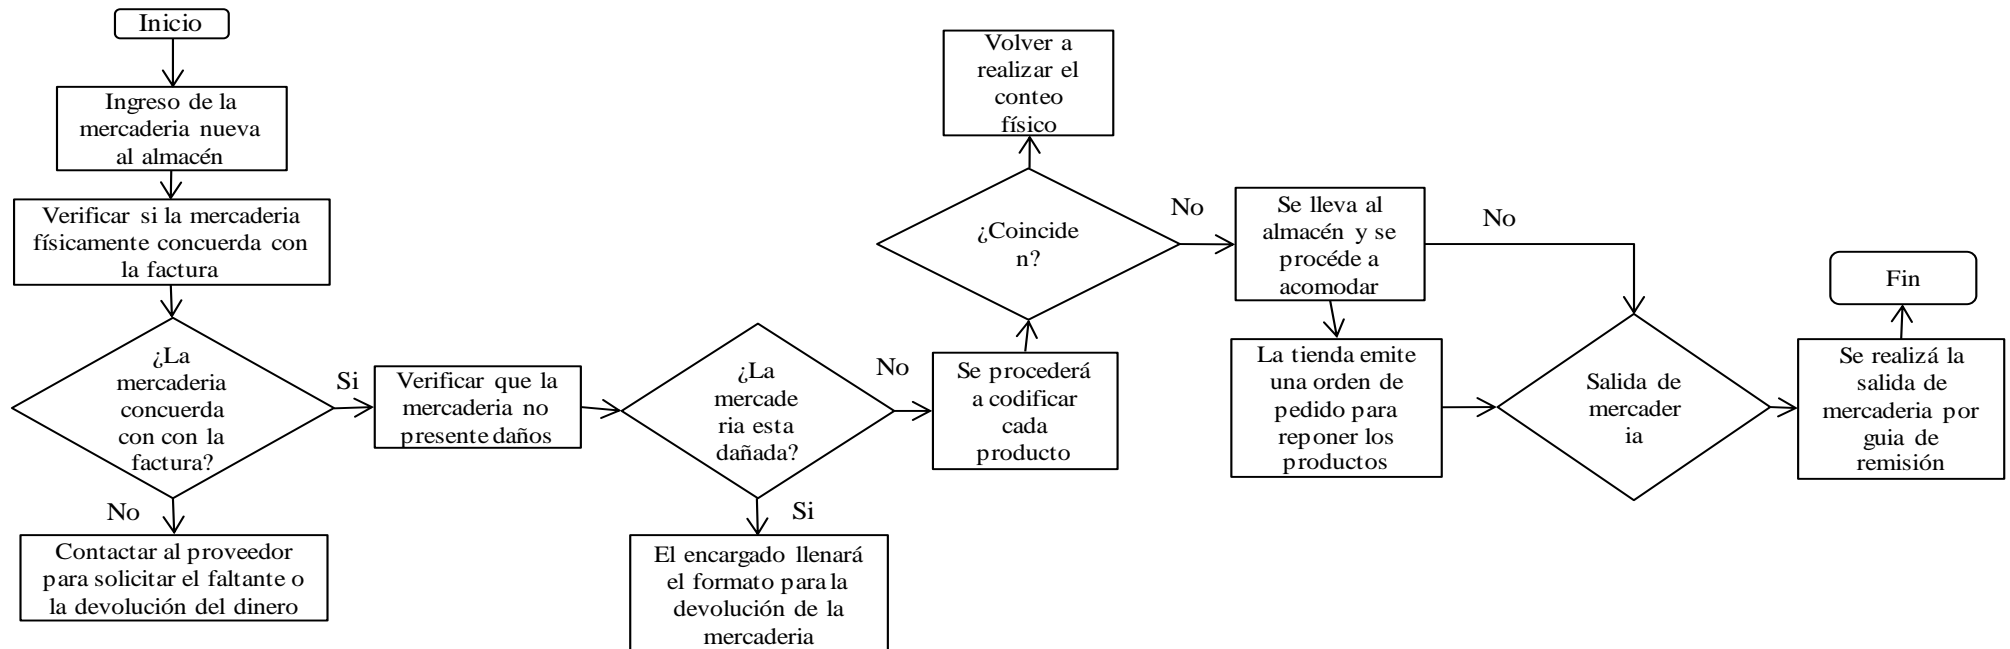 Inicio
Ingreso de la
mercaderia nueva
al almacén
Verificar si la mercaderia
físicamente concuerda con
la factura
¿La
mercaderia
concuerda
con con la
factura?
Si
No
Contactar al proveedor
para solicitar el faltante o
la devolución del dinero
Verificar que la
mercaderia no
presente daños
¿La
mercade
ria esta
dañada?
No
Si
El encargado llenará
el formato para la
devolución de la
mercaderia
Se procederá
a codificar
cada
producto
¿Coincide
n?
Volver a
realizar el
conteo
físico
No
Se lleva al
almacén y se
procéde a
acomodar
No
La tienda emite
una orden de
pedido para
reponer los
productos
Salida de
mercader
ia
Se realizá la
salida de
mercaderia por
guia de
remisión
Fin